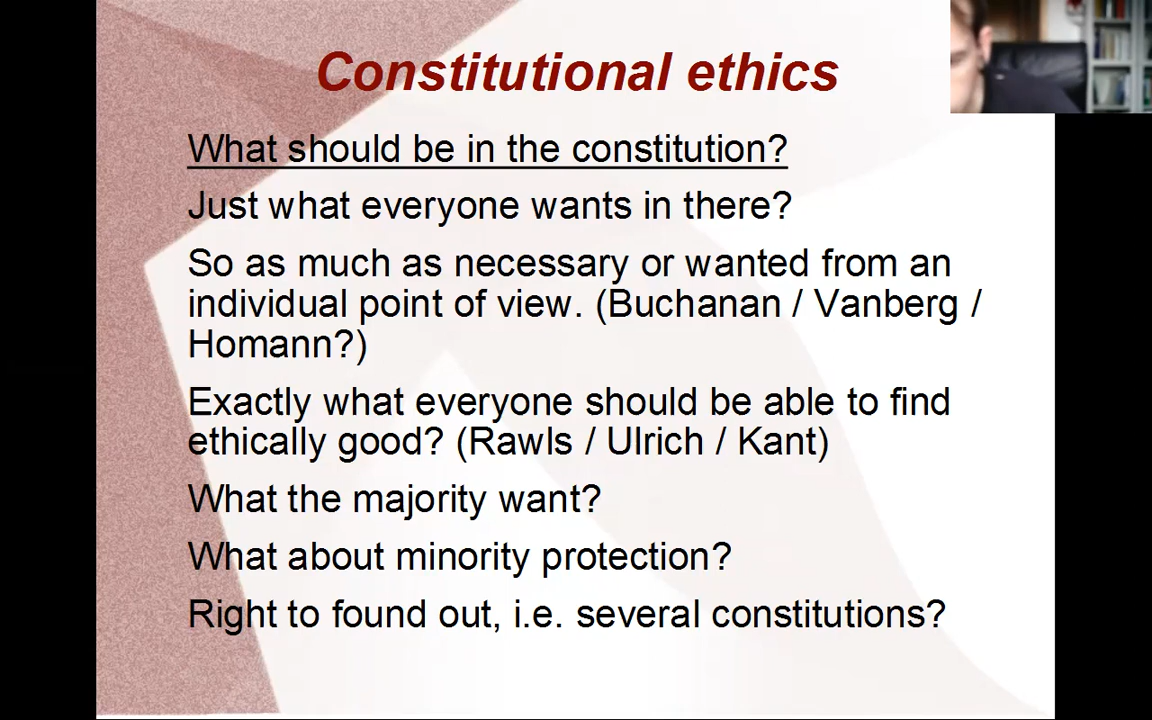 Constitutional ethics
What should be in the constitution?
Just what everyone wants in there?
So as much as necessary or wanted from an
individual point of view. (Buchanan / Vanberg /
Homann?)
Exactly what everyone should be able to find
ethically good? (Rawls / Ulrich / Kant)
What the majority want?
What about minority protection?
Right to found out, i.e. several constitutions?